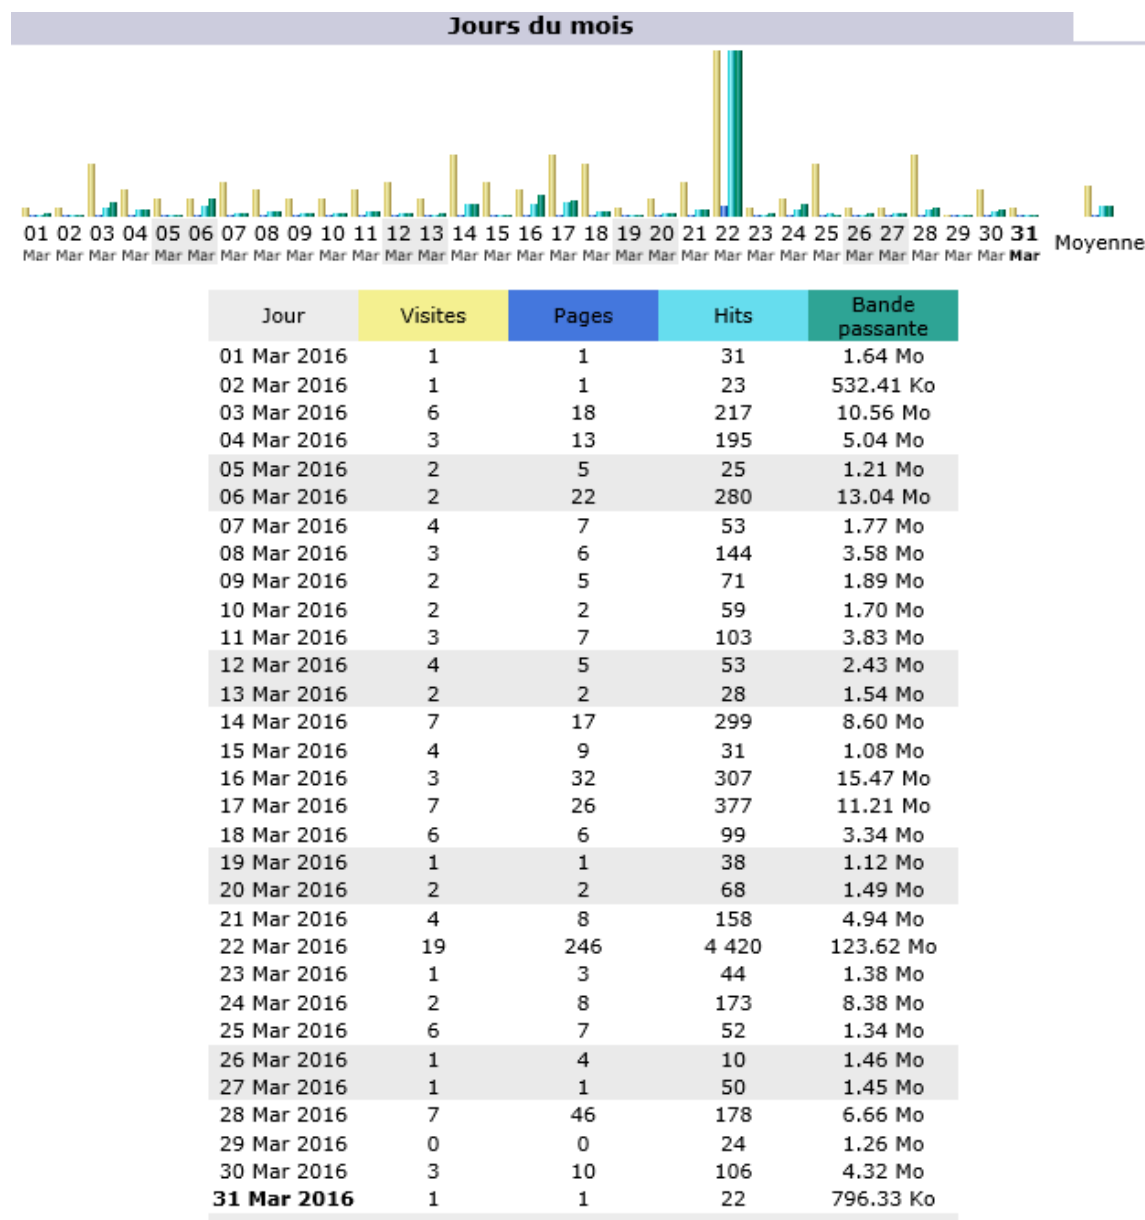 Jours du mois
01 02 03 04 05 06 07 08 09 10 11 12 13 14 15 16 17 18 19 20 21 22 23 24 25 26 27 28 29 30 31 Moyenne
Mar Mar Mar Mar Mar Mar Mar Mar Mar Mar Mar Mar Mar Mar Mar Mar Mar Mar Mar Mar Mar Mar Mar Mar Mar Mar Mar Mar Mar Mar Mar
Jour Visites Pages Hits Bande passante
01 Mar 2016 1 1 31 1.64 Mo
02 Mar 2016 1 1 23 532.41 Ko
03 Mar 2016 6 18 217 10.56 Mo
04 Mar 2016 3 13 195 5.04 Mo
05 Mar 2016 2 5 25 1.21 Mo
06 Mar 2016 2 22 280 13.04 Mo
07 Mar 2016 4 7 53 1.77 Mo
08 Mar 2016 3 6 144 3.58 Mo
09 Mar 2016 2 5 71 1.89 Mo
10 Mar 2016 2 2 59 1.70 Mo
11 Mar 2016 3 7 103 3.83 Mo
12 Mar 2016 4 5 53 2.43 Mo
13 Mar 2016 2 2 28 1.54 Mo
14 Mar 2016 7 17 299 8.60 Mo
15 Mar 2016 4 9 31 1.08 Mo
16 Mar 2016 3 32 307 15.47 Mo
17 Mar 2016 7 26 377 11.21 Mo
18 Mar 2016 6 6 99 3.34 Mo
19 Mar 2016 1 1 38 1.12 Mo
20 Mar 2016 2 2 68 1.49 Mo
21 Mar 2016 4 8 158 4.94 Mo
22 Mar 2016 19 246 4 420 123.62 Mo
23 Mar 2016 1 3 44 1.38 Mo
24 Mar 2016 2 8 173 8.38 Mo
25 Mar 2016 6 7 52 1.34 Mo
26 Mar 2016 1 4 10 1.46 Mo
27 Mar 2016 1 1 50 1.45 Mo
28 Mar 2016 7 46 178 6.66 Mo
29 Mar 2016 0 0 24 1.26 Mo
30 Mar 2016 3 10 106 4.32 Mo
31 Mar 2016 1 1 22 796.33 Ko